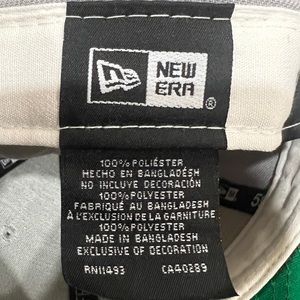 NEW
ERA®
100% POLIÉSTER
HECHO EN BANGLADESH
NO INCLUYE DECORACIÓN
100% POLYESTER
FABRIQUÉ AU BANGLADESH
À L'EXCLUSION DE LA GARNITURE
100% POLYESTER
MADE IN BANGLADESH
EXCLUSIVE OF DECORATION
RN11493 CA40289